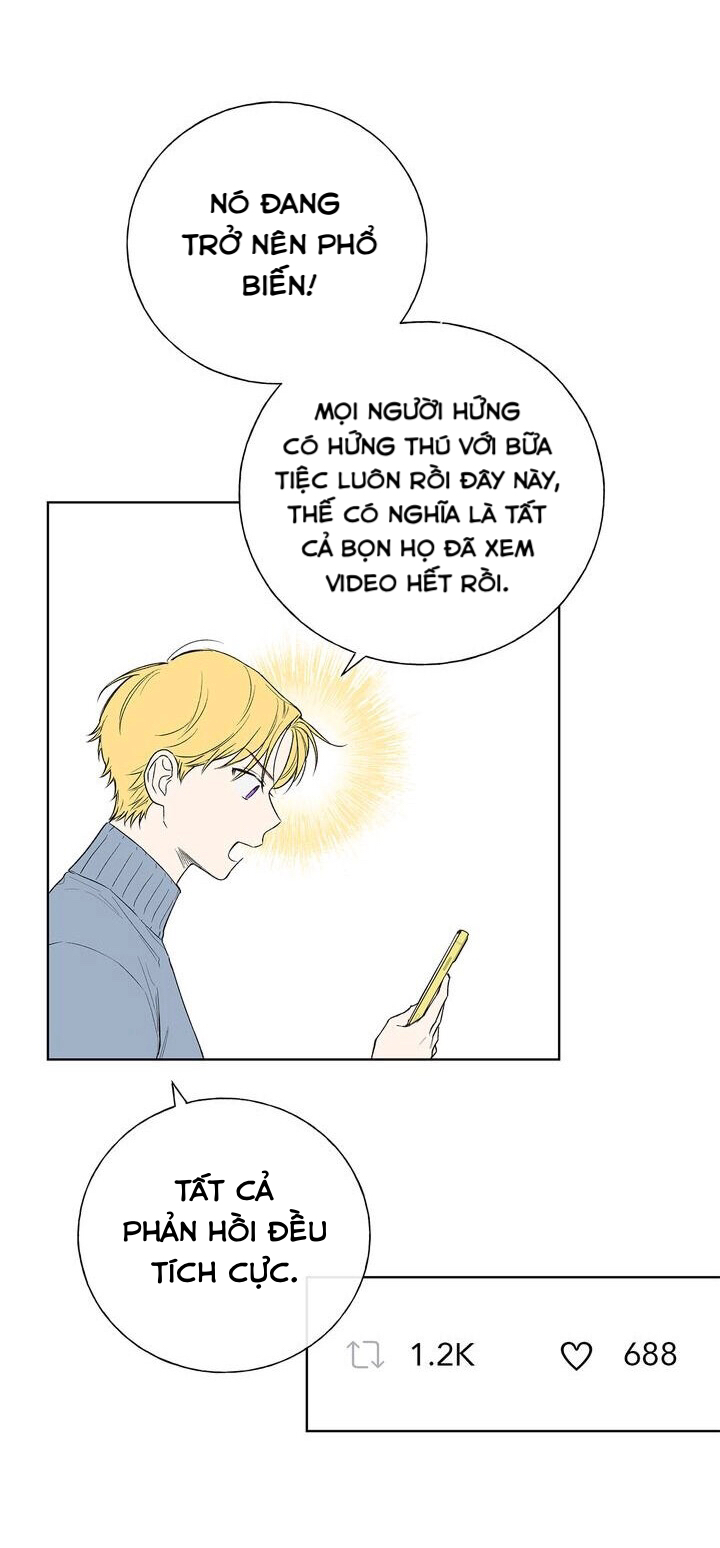 NÓ ĐANG
TRỞ NÊN PHỔ
BIẾN!
MỌI NGƯỜI HỨNG
CÓ HỨNG THÚ VỚI BỮA
TIỆC LUÔN RỒI ĐÂY NÀY,
THẾ CÓ NGHĨA LÀ TẤT
CẢ BỌN HỌ ĐÃ XEM
VIDEO HẾT RỒI.
TẤT CẢ
PHẢN HỒI ĐỀU
TÍCH CỰC.
1.2K 688